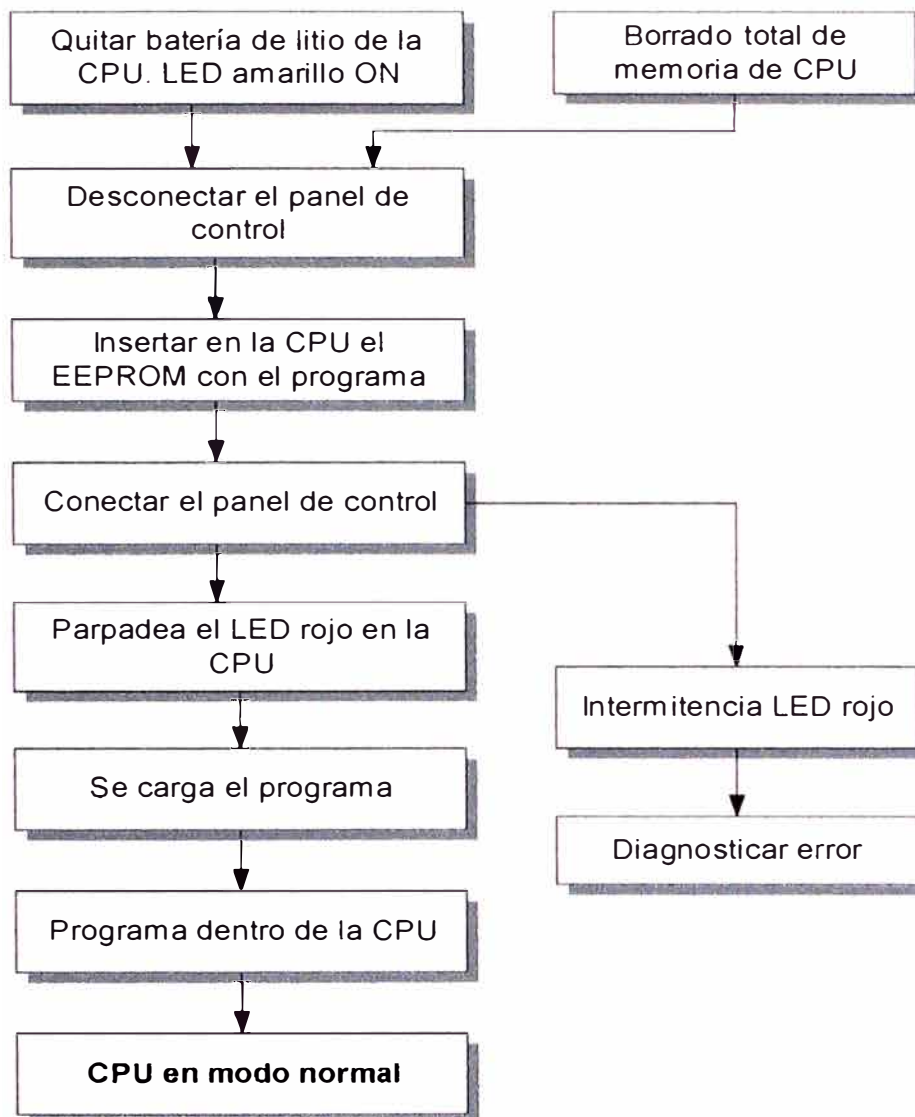 Quitar batería de litio de la
CPU. LED amarillo ON
Borrado total de
memoria de CPU
Desconectar el panel de
control
Insertar en la CPU el
EEPROM con el programa
Conectar el panel de control
Parpadea el LED rojo en la
CPU
Intermitencia LED rojo
Se carga el programa
Diagnosticar error
Programa dentro de la CPU
CPU en modo normal